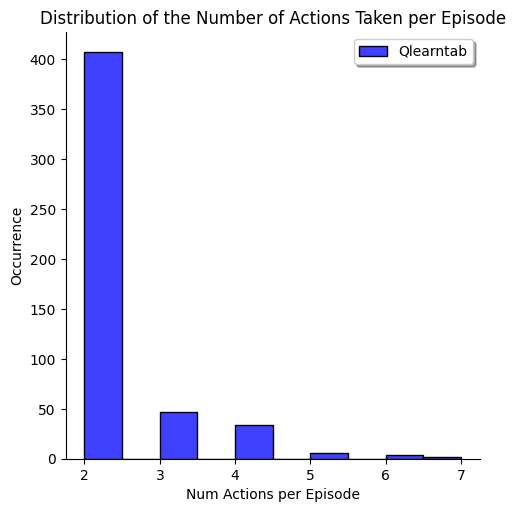 Distribution of the Number of Actions Taken per Episode
Qlearntab
Occurrence
400
350
300
250
200
150
100
50
0
2 3 4 5 6 7
Num Actions per Episode